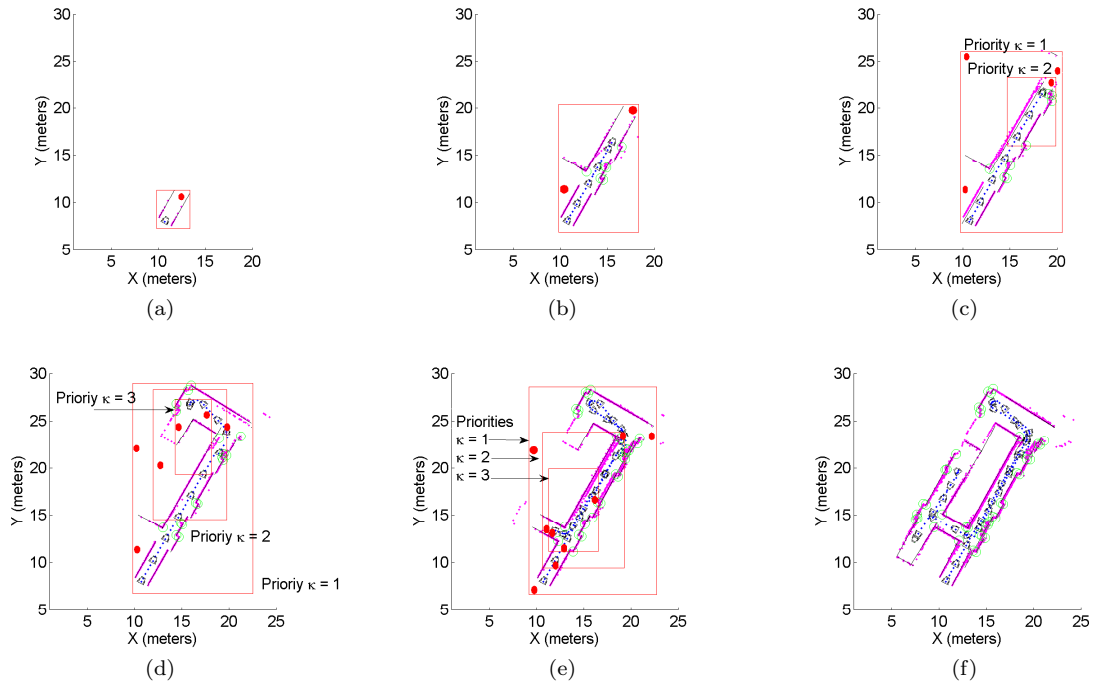 30
25
20
15
10
5
Y (meters)
5
10
15
20
X (meters)
(a)
30
25
20
15
10
5
Y (meters)
5
10
15
20
X (meters)
(b)
30
25
20
15
10
5
Y (meters)
Priority κ = 1
Priority κ = 2
5
10
15
20
X (meters)
(c)
30
25
20
15
10
5
Y (meters)
Prioriy κ = 3
Prioriy κ = 2
Prioriy κ = 1
5
10
15
20
25
X (meters)
(d)
30
25
20
15
10
5
Y (meters)
Priorities
κ = 1
κ = 2
κ = 3
5
10
15
20
25
X (meters)
(e)
30
25
20
15
10
5
Y (meters)
5
10
15
20
25
X (meters)
(f)